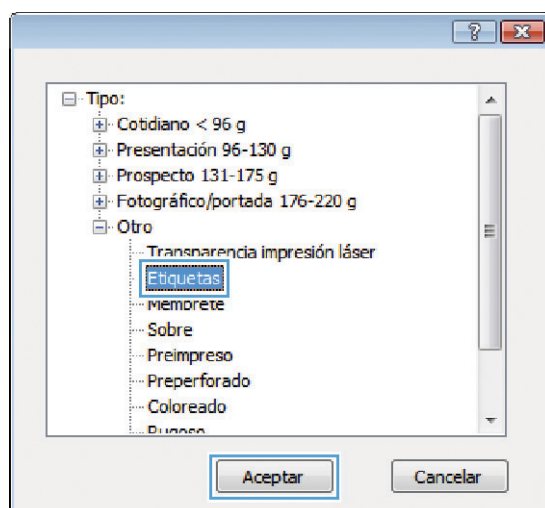 Tipo:
Cotidiano < 96 g
Presentación 96-130 g
Prospecto 131-175 g
Fotográfico/portada 176-220 g
Otro
Transparencia impresión láser
Etiquetas
Membrete
Sobre
Preimpreso
Preperforado
Coloreado
Rugoso
Aceptar Cancelar